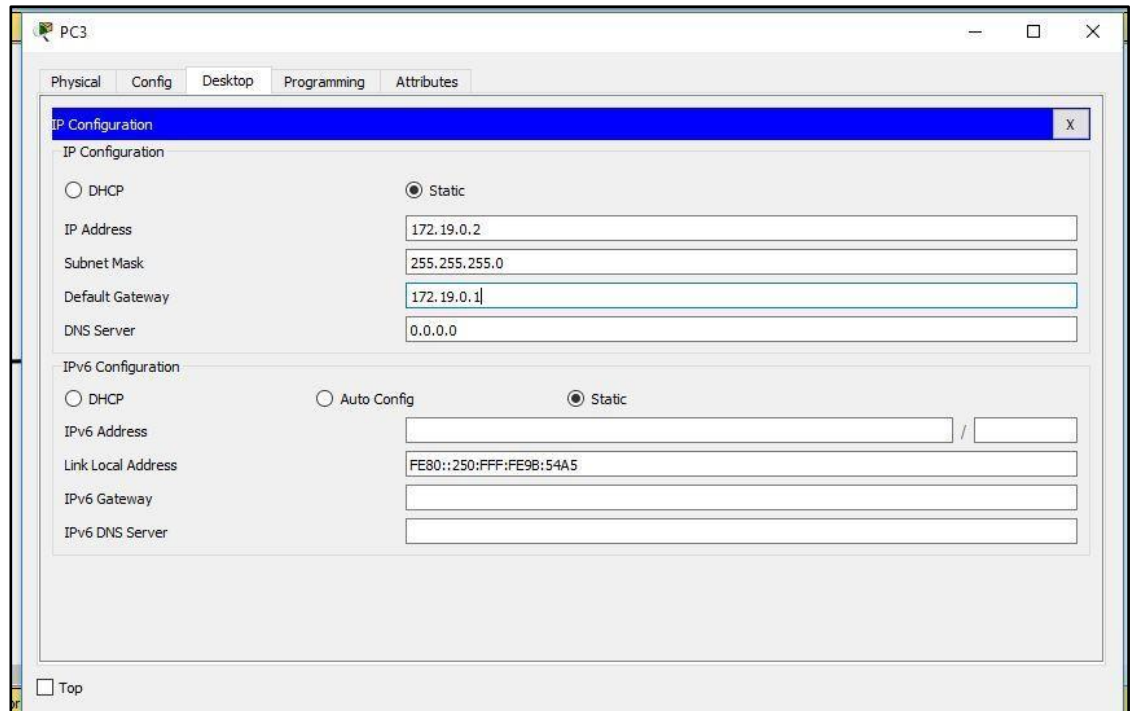 PC3
Physical Config Desktop Programming Attributes
IP Configuration X
IP Configuration
DHCP Static
IP Address 172.19.0.2
Subnet Mask 255.255.255.0
Default Gateway 172.19.0.1
DNS Server 0.0.0.0
IPv6 Configuration
DHCP Auto Config Static
IPv6 Address /
Link Local Address FE80::250:FFF:FE9B:54A5
IPv6 Gateway
IPv6 DNS Server
Top